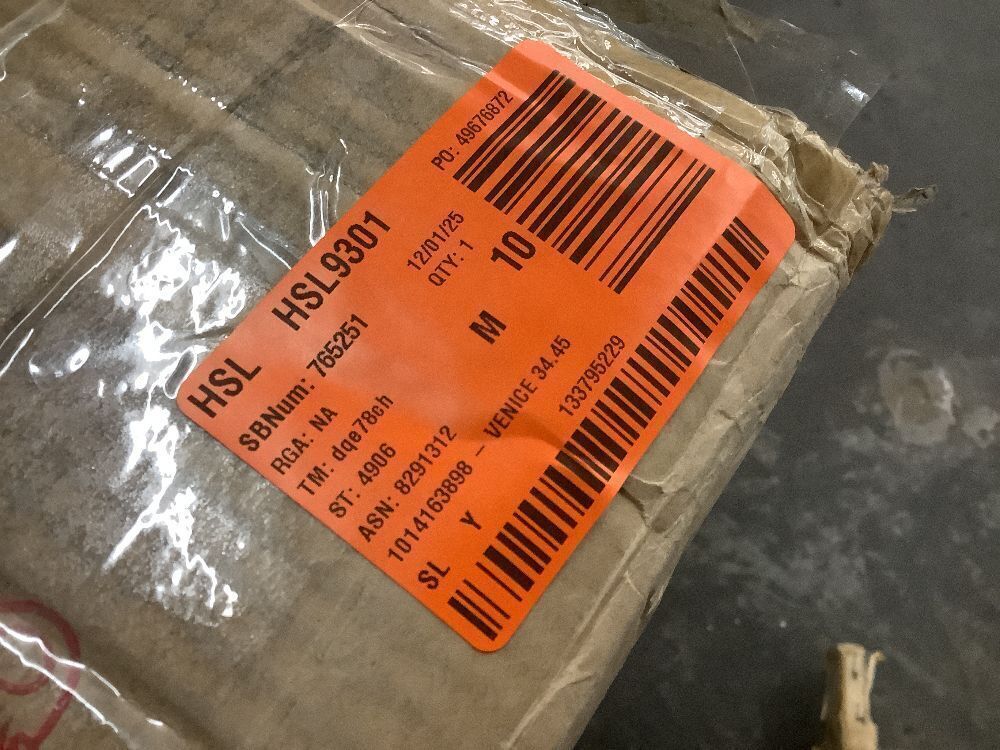 HSL HSL9301
SBNum: 765251
RGA: NA
TM: dqe78ch
ST: 4906
ASN: 8291312
1014163898 - VENICE 34.45
SL Y
12/01/25
QTY: 1
M 10
PO: 49676872
133795229